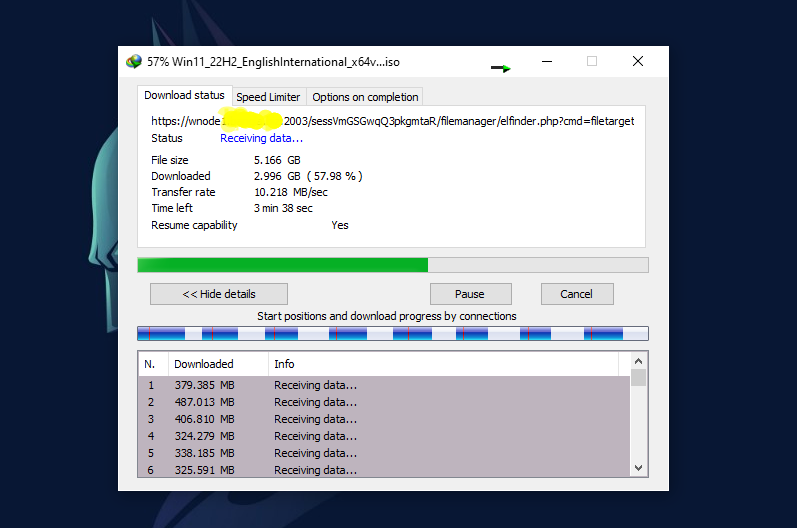 57% Win11_22H2_EnglishInternational_x64v...iso
Download status Speed Limiter Options on completion
https://wnode 2003/sessVmGSGwqQ3pkgmtaR/filemanager/elfinder.php?cmd=filetarget
Status Receiving data...
File size 5.166 GB
Downloaded 2.996 GB ( 57.98 % )
Transfer rate 10.218 MB/sec
Time left 3 min 38 sec
Resume capability Yes
<< Hide details Pause Cancel
Start positions and download progress by connections
N. Downloaded Info
1 379.385 MB Receiving data...
2 487.013 MB Receiving data...
3 406.810 MB Receiving data...
4 324.279 MB Receiving data...
5 338.185 MB Receiving data...
6 325.591 MB Receiving data...